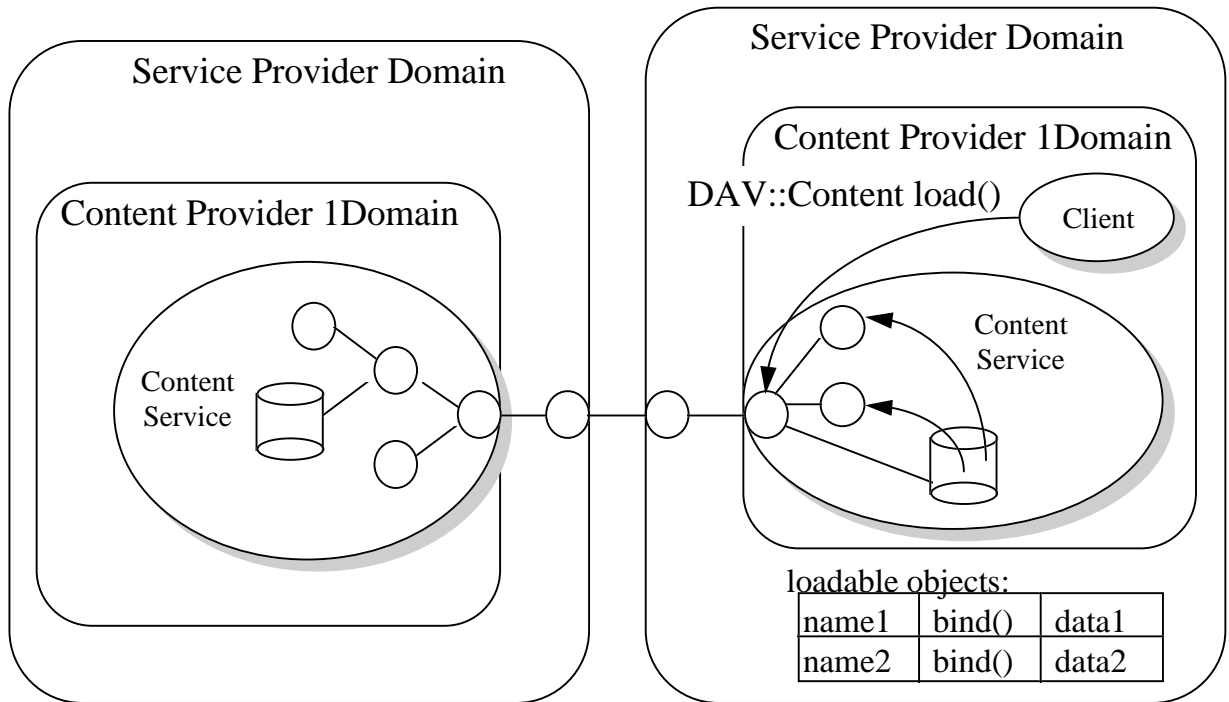 Service Provider Domain
Content Provider 1Domain
Content
Service
Service Provider Domain
Content Provider 1Domain
DAV::Content load()
Client
Content
Service
loadable objects:
name1 bind() data1
name2 bind() data2